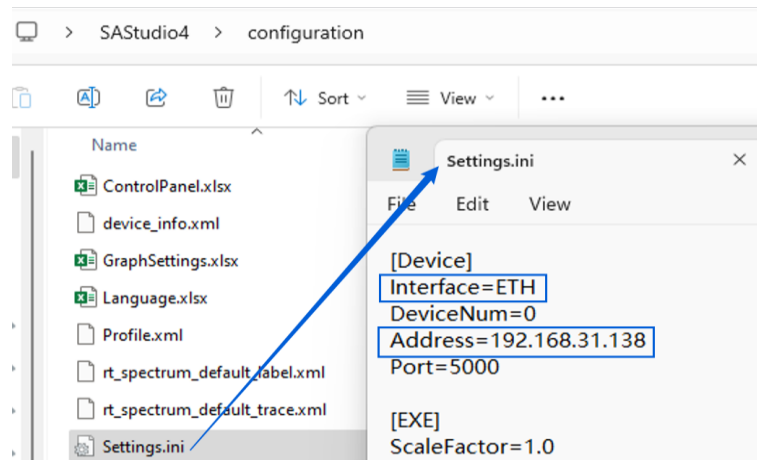 SAStudio4 > configuration
Sort
View
Name
ControlPanel.xlsx
device_info.xml
GraphSettings.xlsx
Language.xlsx
Profile.xml
rt_spectrum_default_label.xml
rt_spectrum_default_trace.xml
Settings.ini
Settings.ini
File Edit View
[Device]
Interface=ETH
DeviceNum=0
Address=192.168.31.138
Port=5000
[EXE]
ScaleFactor=1.0